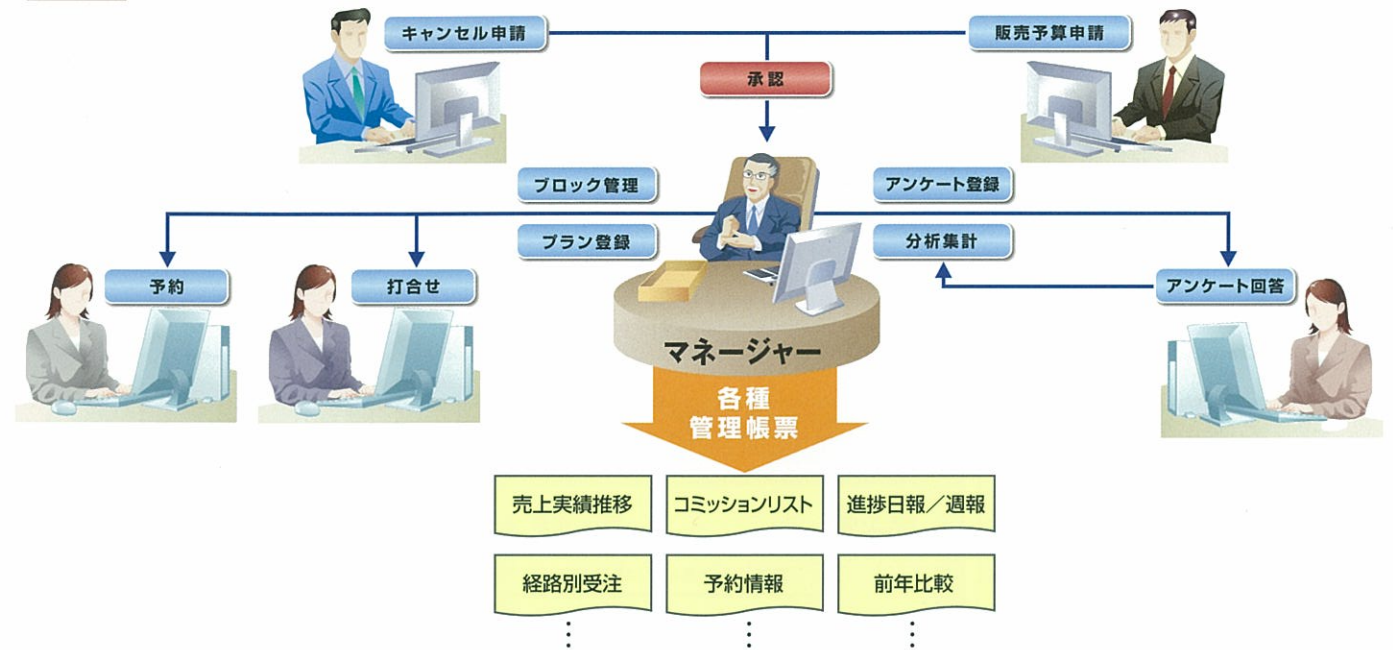 キャンセル申請
販売予算申請
承認
ブロック管理
アンケート登録
プラン登録
分析集計
予約
打合せ
アンケート回答
マネージャー
各種
管理帳票
売上実績推移
コミッションリスト
進捗日報／週報
経路別受注
予約情報
前年比較